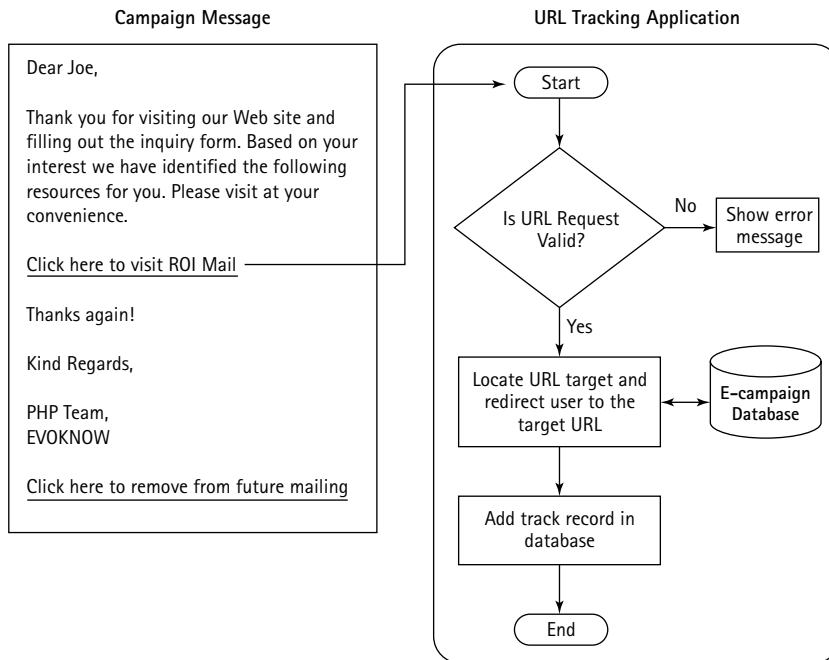 Campaign Message
Dear Joe,
Thank you for visiting our Web site and
filling out the inquiry form. Based on your
interest we have identified the following
resources for you. Please visit at your
convenience.
Click here to visit ROI Mail
Thanks again!
Kind Regards,
PHP Team,
EVOKNOW
Click here to remove from future mailing
URL Tracking Application
Start
Is URL Request
Valid?
No
Show error
message
Yes
Locate URL target and
redirect user to the
target URL
E-campaign
Database
Add track record in
database
End